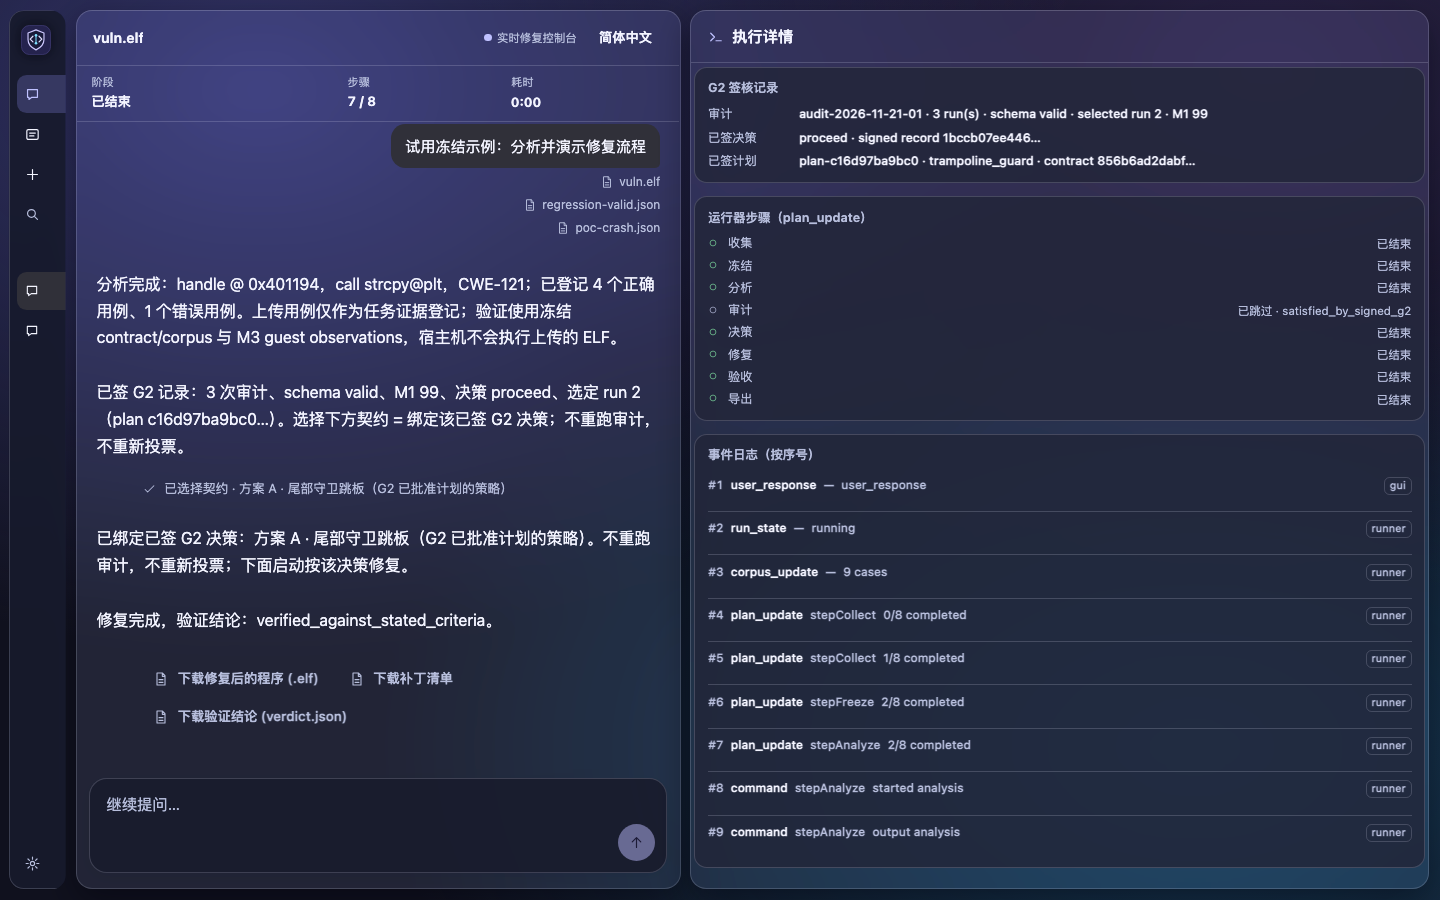 vuln.elf
实时修复控制台
简体中文
阶段
已结束
步骤
7 / 8
耗时
0:00
试用冻结示例：分析并演示修复流程
vuln.elf
regression-valid.json
poc-crash.json
分析完成：handle @ 0x401194，call strcpy@plt，CWE-121；已登记 4 个正确
用例、1 个错误用例。上传用例仅作为任务证据登记；验证使用冻结
contract/corpus 与 M3 guest observations，宿主机不会执行上传的 ELF。
已签 G2 记录：3 次审计、schema valid、M1 99、决策 proceed、选定 run 2
（plan c16d97ba9bc0…）。选择下方契约 = 绑定该已签 G2 决策；不重跑审计，
不重新投票。
已选择契约 · 方案 A · 尾部守卫跳板（G2 已批准计划的策略）
已绑定已签 G2 决策：方案 A · 尾部守卫跳板（G2 已批准计划的策略）。不重跑
审计，不重新投票；下面启动按该决策修复。
修复完成，验证结论：verified_against_stated_criteria。
下载修复后的程序 (.elf)
下载补丁清单
下载验证结论 (verdict.json)
继续提问…
执行详情
G2 签核记录
审计 audit-2026-11-21-01 · 3 run(s) · schema valid · selected run 2 · M1 99
已签决策 proceed · signed record 1bccb07ee446…
已签计划 plan-c16d97ba9bc0 · trampoline_guard · contract 856b6ad2dabf…
运行器步骤（plan_update）
收集 已结束
冻结 已结束
分析 已结束
审计 已跳过 · satisfied_by_signed_g2
决策 已结束
修复 已结束
验收 已结束
导出 已结束
事件日志（按序号）
#1 user_response — user_response gui
#2 run_state — running runner
#3 corpus_update — 9 cases runner
#4 plan_update stepCollect 0/8 completed runner
#5 plan_update stepCollect 1/8 completed runner
#6 plan_update stepFreeze 2/8 completed runner
#7 plan_update stepAnalyze 2/8 completed runner
#8 command stepAnalyze started analysis runner
#9 command stepAnalyze output analysis runner